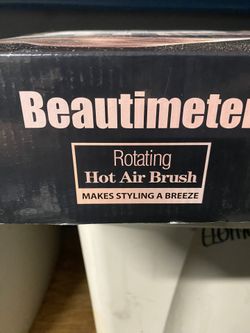 Beautimeter
Rotating
Hot Air Brush
MAKES STYLING A BREEZE